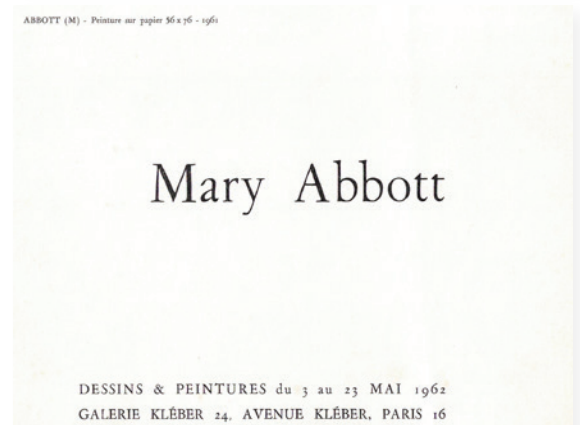 ABBOTT (M) - Peinture sur papier 56 x 76 - 1961
Mary Abbott
DESSINS & PEINTURES du 3 au 23 MAI 1962
GALERIE KLÉBER 24, AVENUE KLÉBER, PARIS 16